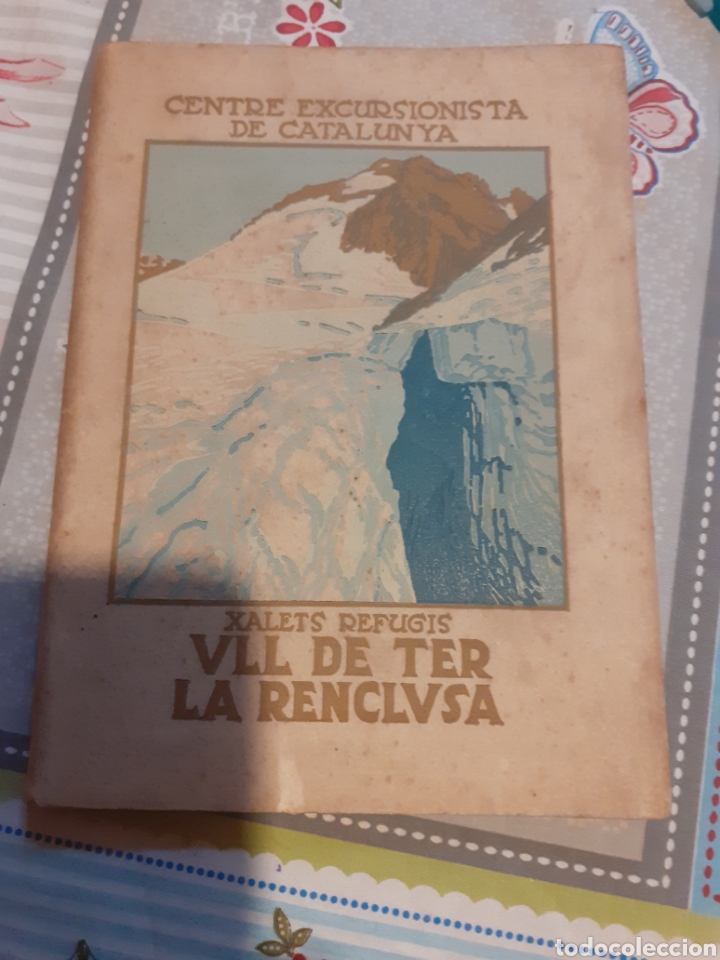 CENTRE EXCURSIONISTA
DE CATALUNYA
XALETS REFUGIS
VLL DE TER
LA RENCLVSA
todocoleccion